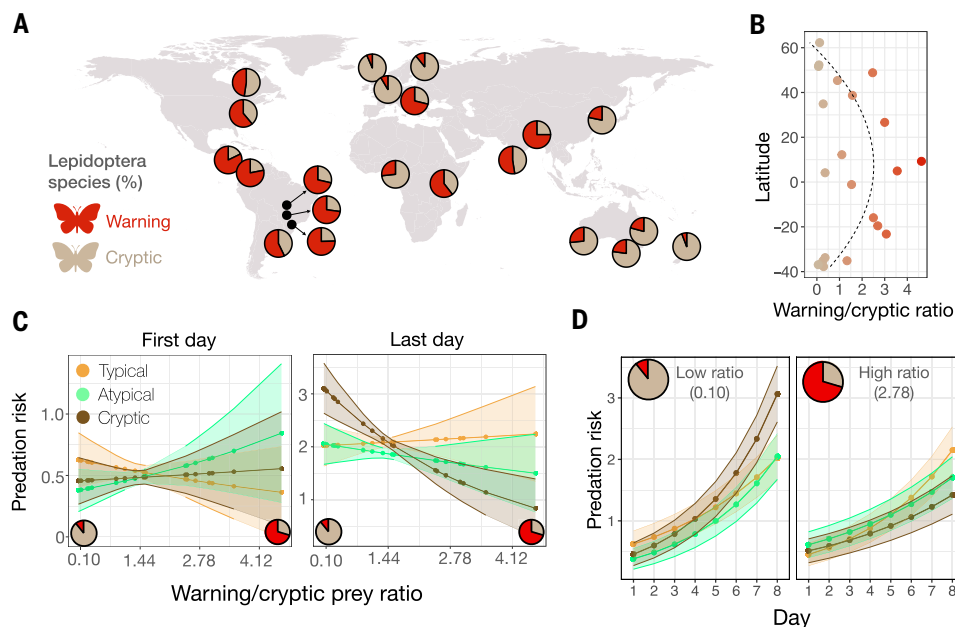 A
Lepidoptera
species (%)
Warning
Cryptic
B
Latitude
60
40
20
0
−20
−40
0 1 2 3 4
Warning/cryptic ratio
C
First day
Last day
Typical
Atypical
Cryptic
Predation risk
1.0
0.5
0
3
2
1
0.10 1.44 2.78 4.12
0.10 1.44 2.78 4.12
Warning/cryptic prey ratio
D
Low ratio
(0.10)
High ratio
(2.78)
Predation risk
3
2
1
1 2 3 4 5 6 7 8
1 2 3 4 5 6 7 8
Day